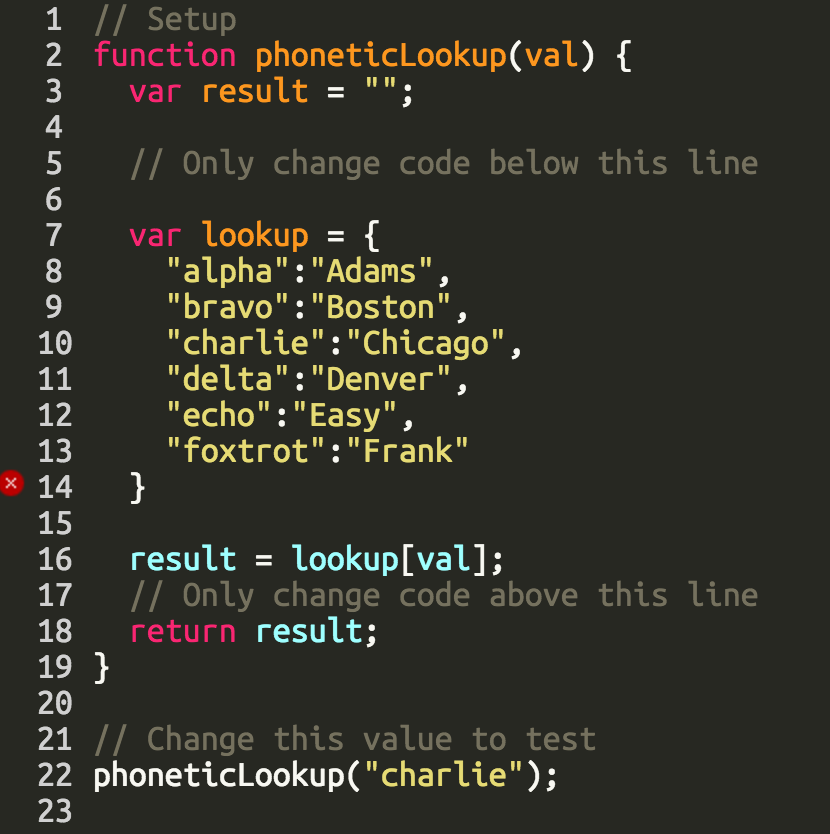 1 // Setup
2 function phoneticLookup(val) {
3   var result = "";
4
5   // Only change code below this line
6
7   var lookup = {
8     "alpha":"Adams",
9     "bravo":"Boston",
10     "charlie":"Chicago",
11     "delta":"Denver",
12     "echo":"Easy",
13     "foxtrot":"Frank"
14   }
15
16   result = lookup[val];
17   // Only change code above this line
18   return result;
19 }
20
21 // Change this value to test
22 phoneticLookup("charlie");
23